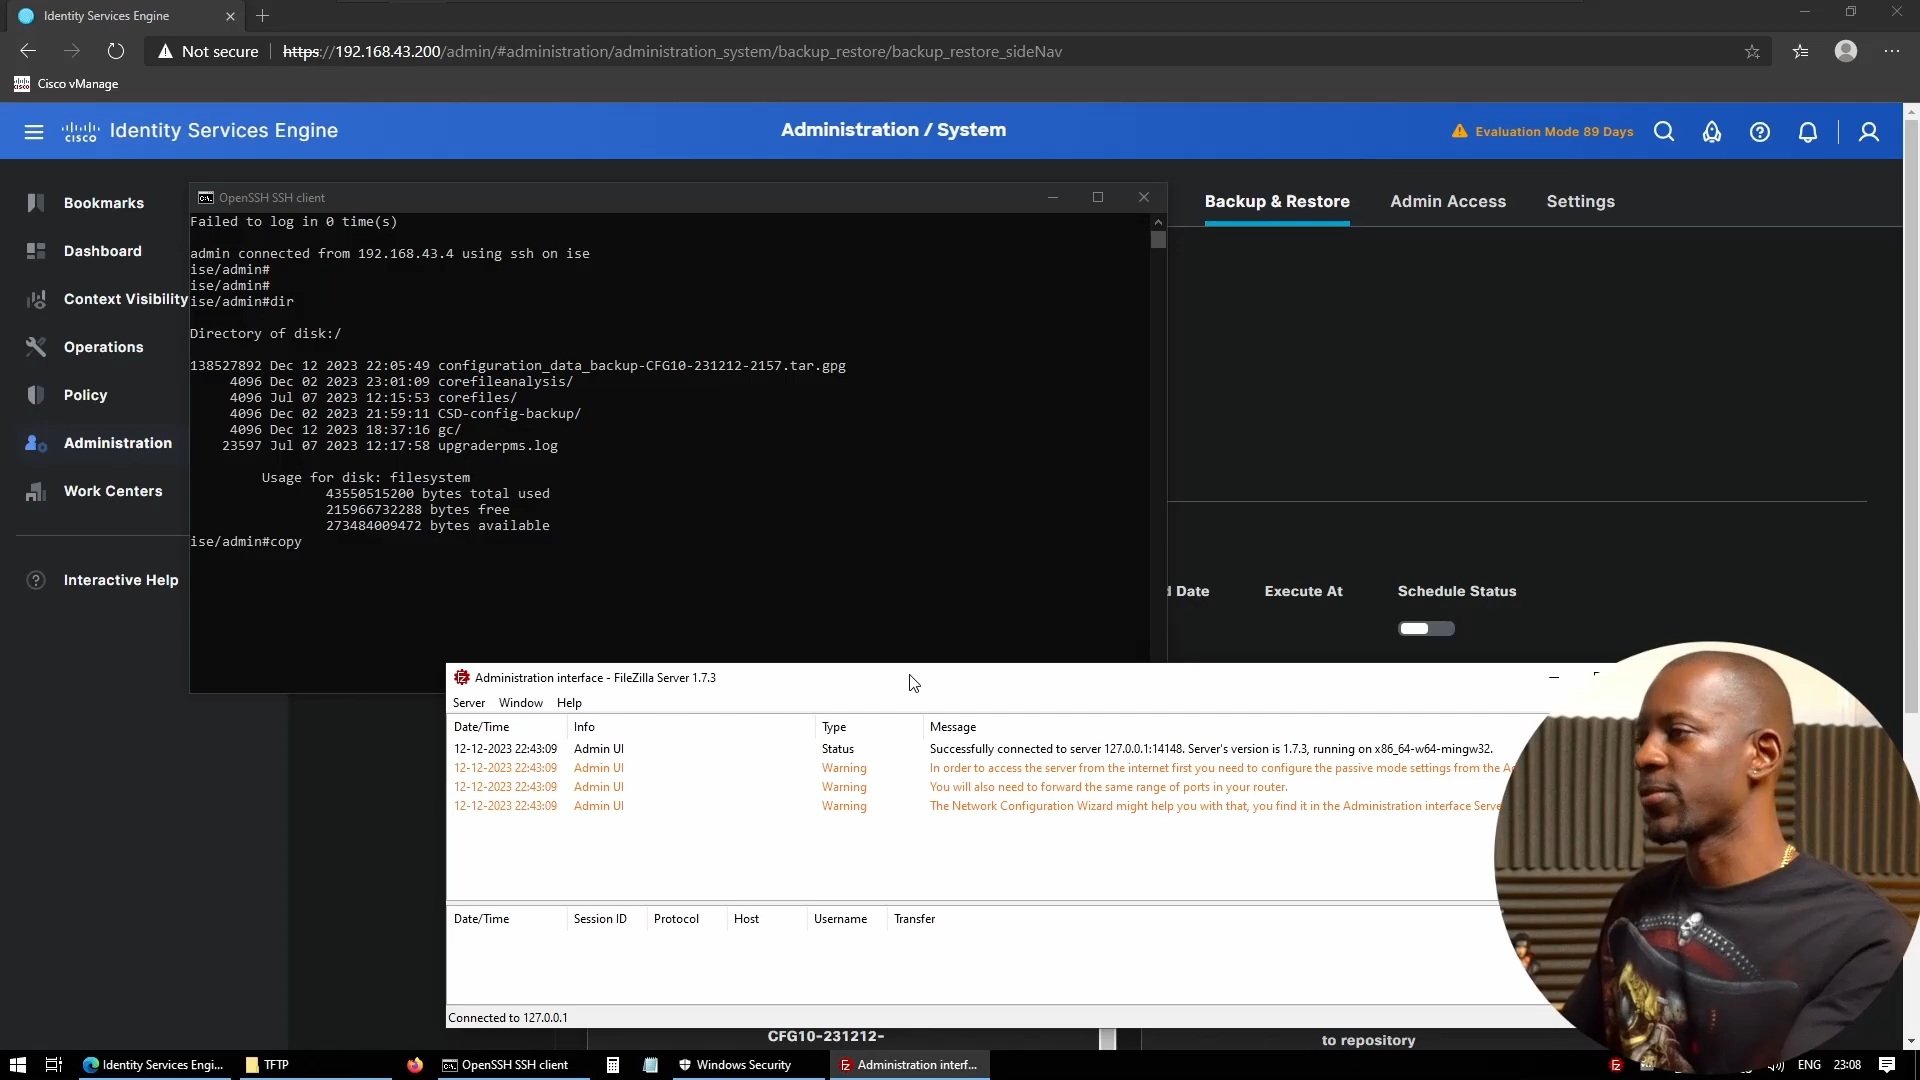 Identity Services Engine
Not secure https://192.168.43.200/admin/#administration/administration_system/backup_restore/backup_restore_sideNav
Cisco vManage
cisco Identity Services Engine
Administration / System
Evaluation Mode 89 Days
Bookmarks
Dashboard
Context Visibility
Operations
Policy
Administration
Work Centers
Interactive Help
Backup & Restore Admin Access Settings
OpenSSH SSH client
Failed to log in 0 time(s)
admin connected from 192.168.43.4 using ssh on ise
ise/admin#
ise/admin#
ise/admin#dir
Directory of disk:/
138527892 Dec 12 2023 22:05:49 configuration_data_backup-CFG10-231212-2157.tar.gpg
4096 Dec 02 2023 23:01:09 corefileanalysis/
4096 Jul 07 2023 12:15:53 corefiles/
4096 Dec 02 2023 21:59:11 CSD-config-backup/
4096 Dec 12 2023 18:37:16 gc/
23597 Jul 07 2023 12:17:58 upgraderpms.log
Usage for disk: filesystem
43550515200 bytes total used
215966732288 bytes free
273484009472 bytes available
ise/admin#copy
d Date Execute At Schedule Status
Administration interface - FileZilla Server 1.7.3
Server Window Help
Date/Time Info Type Message
12-12-2023 22:43:09 Admin UI Status Successfully connected to server 127.0.0.1:14148. Server's version is 1.7.3, running on x86_64-w64-mingw32.
12-12-2023 22:43:09 Admin UI Warning In order to access the server from the internet first you need to configure the passive mode settings from the A
12-12-2023 22:43:09 Admin UI Warning You will also need to forward the same range of ports in your router.
12-12-2023 22:43:09 Admin UI Warning The Network Configuration Wizard might help you with that, you find it in the Administration interface Serve
Date/Time Session ID Protocol Host Username Transfer
Connected to 127.0.0.1
CFG10-231212-
to repository
Identity Services Engi...
TFTP
OpenSSH SSH client
Windows Security
Administration interf...
ENG 23:08